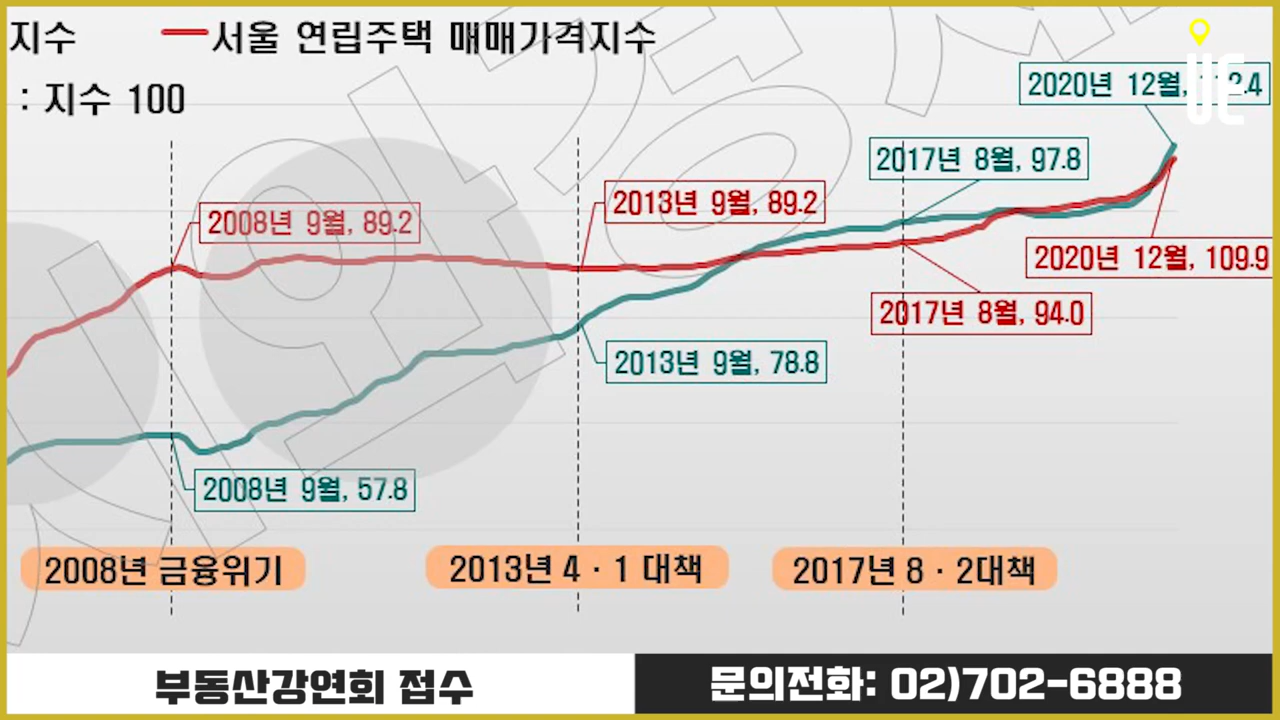 지수 서울 연립주택 매매가격지수
: 지수 100
2020년 12월,
2017년 8월, 97.8
2013년 9월, 89.2
2008년 9월, 89.2
2020년 12월, 109.9
2017년 8월, 94.0
2013년 9월, 78.8
2008년 9월, 57.8
2008년 금융위기
2013년 4 · 1 대책
2017년 8 · 2대책
부동산강연회 접수
문의전화: 02)702-6888